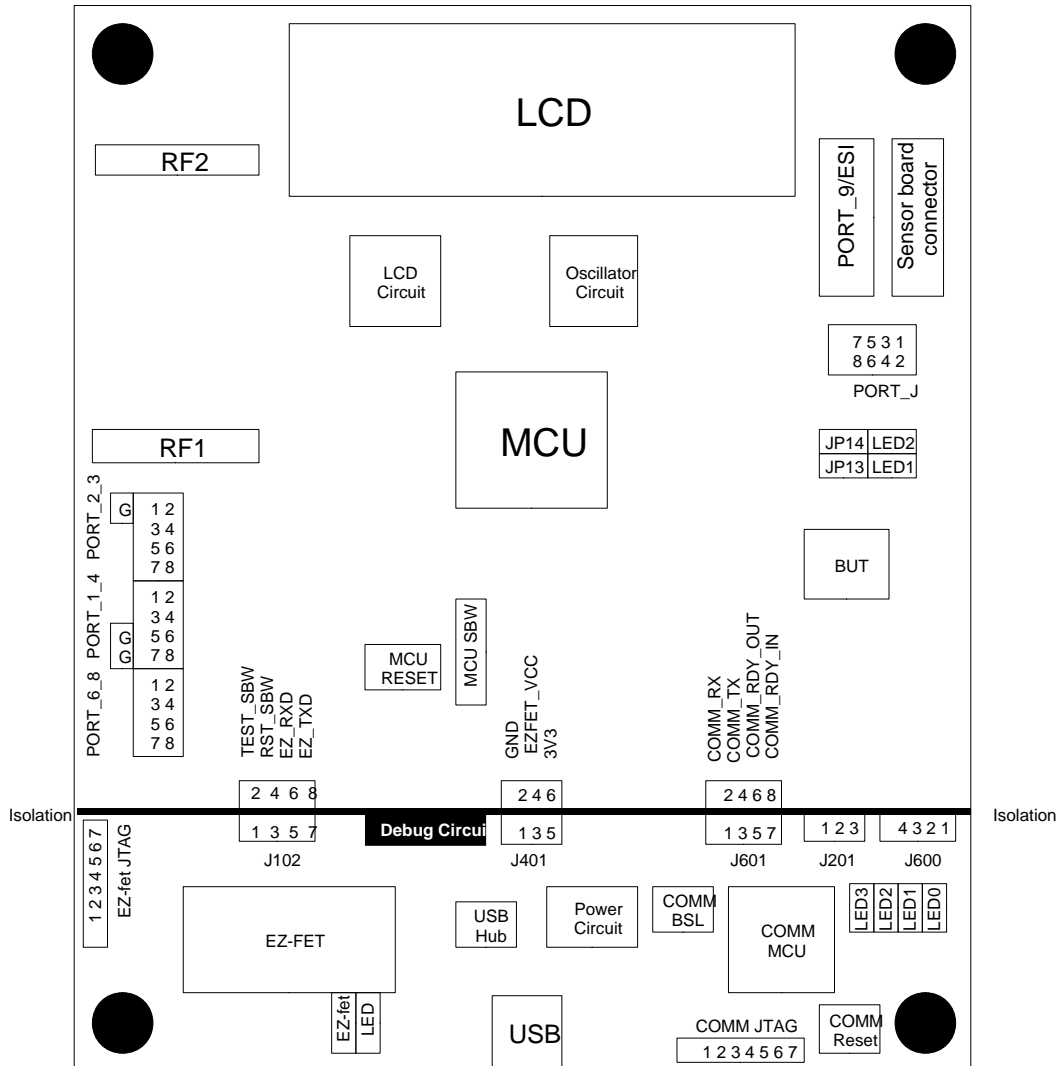 LCD
RF2
PORT_9/ESI
Sensor board
connector
LCD
Circuit
Oscillator
Circuit
7 5 3 1
8 6 4 2
PORT_J
MCU
RF1
JP14 LED2
JP13 LED1
PORT_2_3
G
1 2
3 4
5 6
7 8
BUT
PORT_1_4
G
G
1 2
3 4
5 6
7 8
PORT_6_8
1 2
3 4
5 6
7 8
MCU
RESET
MCU SBW
TEST_SBW
RST_SBW
EZ_RXD
EZ_TXD
GND
EZFET_VCC
3V3
COMM_RX
COMM_TX
COMM_RDY_OUT
COMM_RDY_IN
2 4 6 8
2 4 6
2 4 6 8
Isolation
Isolation
1 3 5 7
Debug Circui
1 3 5
1 3 5 7
1 2 3
4 3 2 1
J102
J401
J601
J201
J600
1 2 3 4 5 6 7
EZ-fet JTAG
EZ-FET
USB
Hub
Power
Circuit
COMM
BSL
COMM
MCU
LED3
LED2
LED1
LED0
EZ-fet
LED
USB
COMM JTAG
1 2 3 4 5 6 7
COMM
Reset